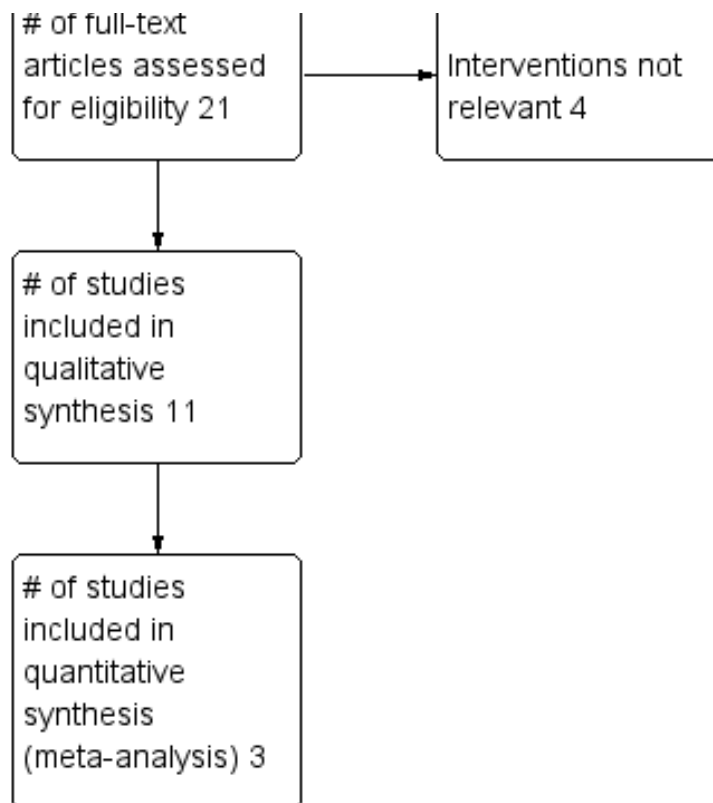 # of full-text
articles assessed
for eligibility 21
Interventions not
relevant 4
# of studies
included in
qualitative
synthesis 11
# of studies
included in
quantitative
synthesis
(meta-analysis) 3